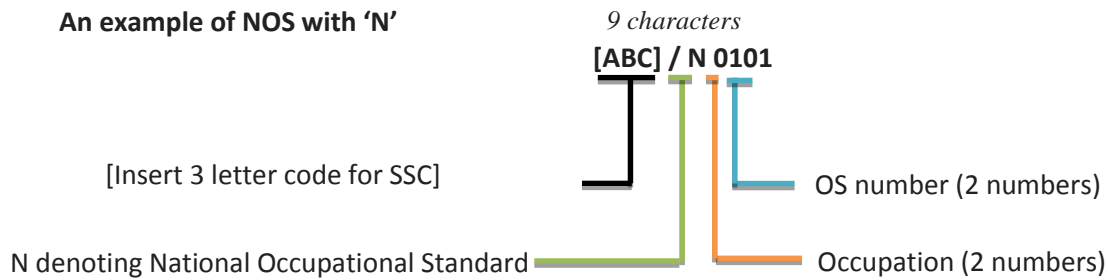 An example of NOS with ‘N’
9 characters
[ABC] / N 0101
[Insert 3 letter code for SSC]
OS number (2 numbers)
N denoting National Occupational Standard
Occupation (2 numbers)